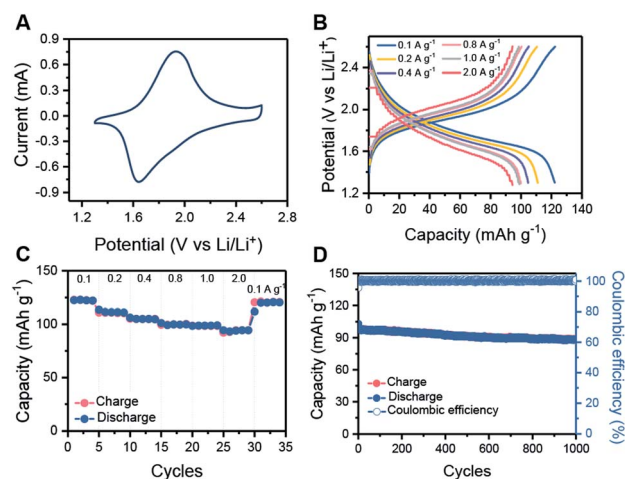 A
Current (mA)
0.9
0.6
0.3
0.0
-0.3
-0.6
-0.9
1.2 1.6 2.0 2.4 2.8
Potential (V vs Li/Li⁺)
B
Potential (V vs Li/Li⁺)
2.4
2.0
1.6
1.2
0.1 A g⁻¹ 0.8 A g⁻¹
0.2 A g⁻¹ 1.0 A g⁻¹
0.4 A g⁻¹ 2.0 A g⁻¹
0 20 40 60 80 100 120 140
Capacity (mAh g⁻¹)
C
Capacity (mAh g⁻¹)
150
125
100
75
50
25
0
0.1 0.2 0.4 0.8 1.0 2.0 0.1 A g⁻¹
Charge
Discharge
0 5 10 15 20 25 30 35
Cycles
D
Capacity (mAh g⁻¹)
150
120
90
60
30
0
Charge
Discharge
Coulombic efficiency
0 200 400 600 800 1000
Cycles
100
80
60
40
20
0
Coulombic efficiency (%)